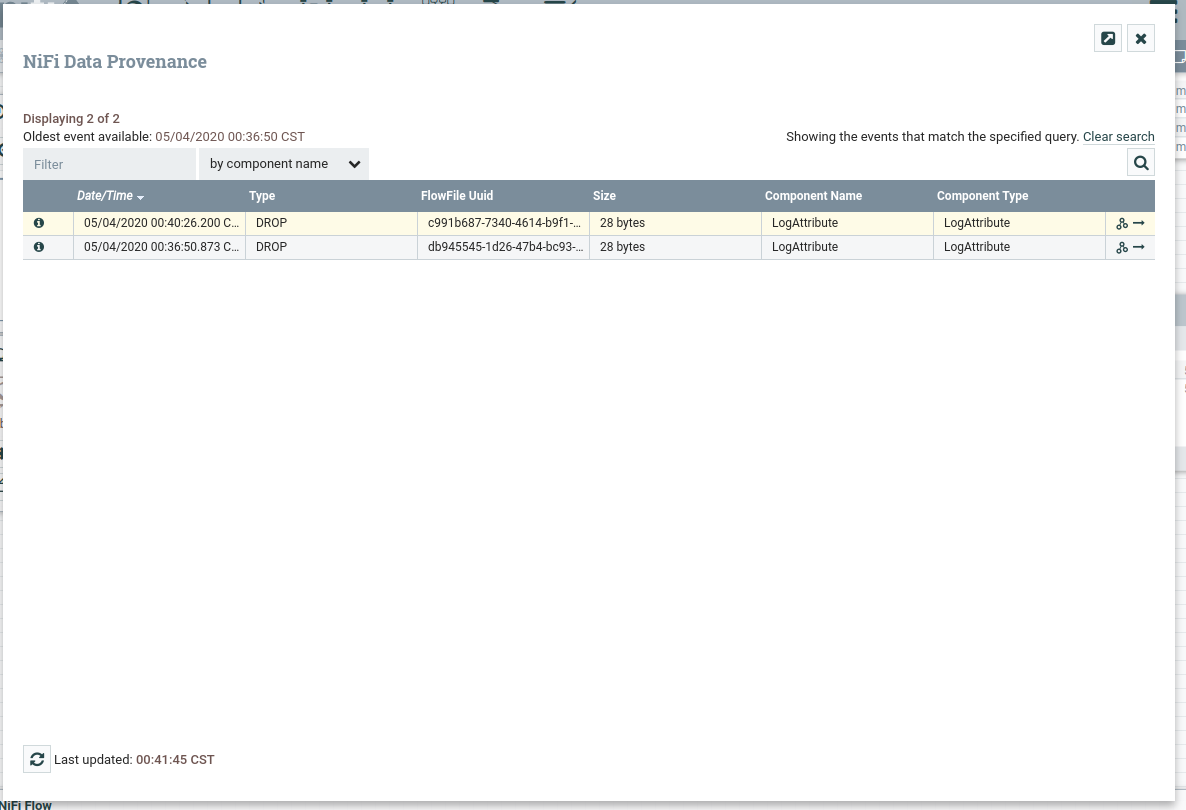 NiFi Data Provenance
Displaying 2 of 2
Oldest event available: 05/04/2020 00:36:50 CST
Showing the events that match the specified query. Clear search
Filter
by component name
Date/Time Type FlowFile Uuid Size Component Name Component Type
05/04/2020 00:40:26.200 C... DROP c991b687-7340-4614-b9f1-... 28 bytes LogAttribute LogAttribute
05/04/2020 00:36:50.873 C... DROP db945545-1d26-47b4-bc93-... 28 bytes LogAttribute LogAttribute
Last updated: 00:41:45 CST
NiFi Flow